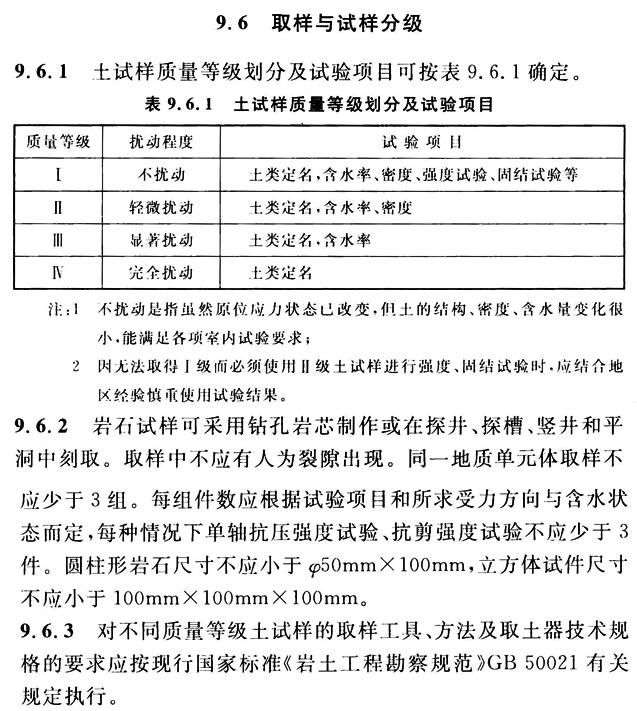 9.6 取样与试样分级
9.6.1 土试样质量等级划分及试验项目可按表 9.6.1 确定。
表 9.6.1 土试样质量等级划分及试验项目
质量等级 扰动程度 试验项目
Ⅰ 不扰动 土类定名,含水率、密度、强度试验、固结试验等
Ⅱ 轻微扰动 土类定名,含水率、密度
Ⅲ 显著扰动 土类定名,含水率
Ⅳ 完全扰动 土类定名
注:1 不扰动是指虽然原位应力状态已改变,但土的结构、密度、含水量变化很
小,能满足各项室内试验要求;
2 因无法取得Ⅰ级而必须使用Ⅱ级土试样进行强度、固结试验时,应结合地
区经验慎重使用试验结果。
9.6.2 岩石试样可采用钻孔岩芯制作或在探井、探槽、竖井和平
洞中刻取。取样中不应有人为裂隙出现。同一地质单元体取样不
应少于 3 组。每组件数应根据试验项目和所求受力方向与含水状
态而定,每种情况下单轴抗压强度试验、抗剪强度试验不应少于 3
件。圆柱形岩石尺寸不应小于 φ50mm×100mm,立方体试件尺寸
不应小于 100mm×100mm×100mm。
9.6.3 对不同质量等级土试样的取样工具、方法及取土器技术规
格的要求应按现行国家标准《岩土工程勘察规范》GB 50021 有关
规定执行。